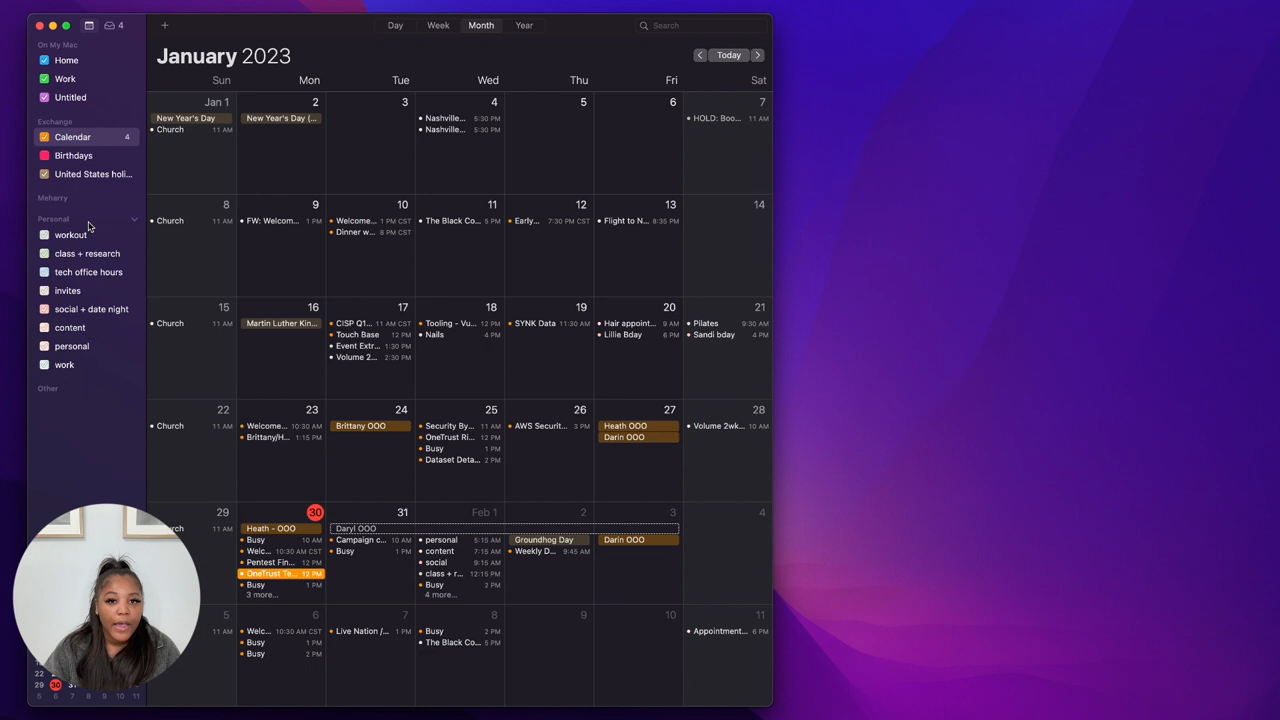 4
Day Week Month Year
Search
On My Mac
Home
Work
Untitled
Exchange
Calendar 4
Birthdays
United States holi...
Meharry
Personal
workout
class + research
tech office hours
invites
social + date night
content
personal
work
Other
January 2023
Today
Sun Mon Tue Wed Thu Fri Sat
Jan 1 2 3 4 5 6 7
New Year's Day New Year's Day (... Nashville... 5:30 PM HOLD: Boo... 11 AM
Church 11 AM Nashville... 5:30 PM
8 9 10 11 12 13 14
Church 11 AM FW: Welcom... 1 PM Welcome... 1 PM CST The Black Co... 5 PM Early... 7:30 PM CST Flight to N... 8:35 PM
Dinner w... 8 PM CST
15 16 17 18 19 20 21
Church 11 AM Martin Luther Kin... CISP Q1... 11 AM CST Tooling - Vu... 12 PM SYNK Data 11:30 AM Hair appoint... 9 AM Pilates 9:30 AM
Touch Base 12 PM Nails 4 PM Lillie Bday 6 PM Sandi bday 4 PM
Event Extr... 1:30 PM
Volume 2... 2:30 PM
22 23 24 25 26 27 28
Church 11 AM Welcome... 10:30 AM Brittany OOO Security By... 11 AM AWS Securit... 3 PM Heath OOO Volume 2wk... 10 AM
Brittany/H... 1:15 PM OneTrust Ri... 12 PM Darin OOO
Busy 1 PM
Dataset Deta... 2 PM
29 30 31 Feb 1 2 3 4
11 AM Heath - OOO Daryl OOO
Busy 10 AM Campaign c... 10 AM personal 5:15 AM Groundhog Day Darin OOO
Welc... 10:30 AM CST Busy 1 PM content 7:15 AM Weekly D... 9:45 AM
Pentest Fin... 12 PM social 9:15 AM
OneTrust Te... 12 PM class + r... 12:15 PM
Busy 1 PM Busy 2 PM
3 more... 4 more...
5 6 7 8 9 10 11
11 AM Welc... 10:30 AM CST Live Nation /... 1 PM Busy 2 PM Appointment... 6 PM
Busy 1 PM The Black Co... 5 PM
Busy 2 PM
22
29 30
5 6 7 8 9 10 11